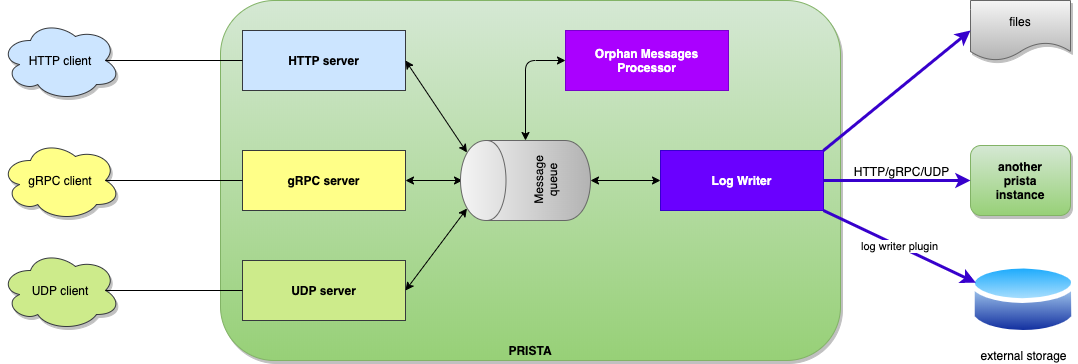 HTTP client
HTTP server
Orphan Messages
Processor
files
gRPC client
gRPC server
Message
queue
Log Writer
HTTP/gRPC/UDP
another
prista
instance
log writer plugin
UDP client
UDP server
PRISTA
external storage